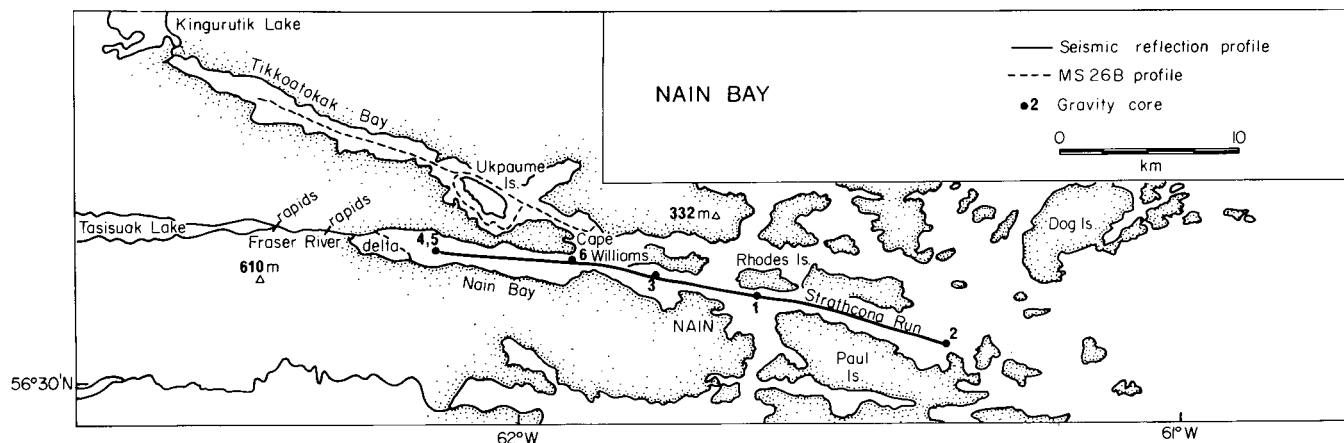 Kingurutik Lake
Tikkoatokak Bay
NAIN BAY
Seismic reflection profile
MS 26B profile
2 Gravity core
0 10
km
Ukpaume
Is.
332 m
Dog Is.
rapids
rapids
Tasisuak Lake
Fraser River
delta
4,5
Cape
Williams
6
610 m
Nain Bay
3
Rhodes Is.
1
Strathcona Run
2
NAIN
Paul
Is.
56°30'N
62°W
61°W